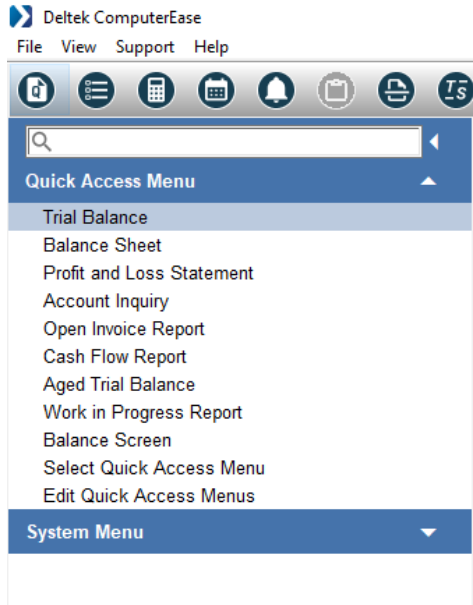 Deltek ComputerEase
File View Support Help
Q TS
Quick Access Menu
Trial Balance
Balance Sheet
Profit and Loss Statement
Account Inquiry
Open Invoice Report
Cash Flow Report
Aged Trial Balance
Work in Progress Report
Balance Screen
Select Quick Access Menu
Edit Quick Access Menus
System Menu